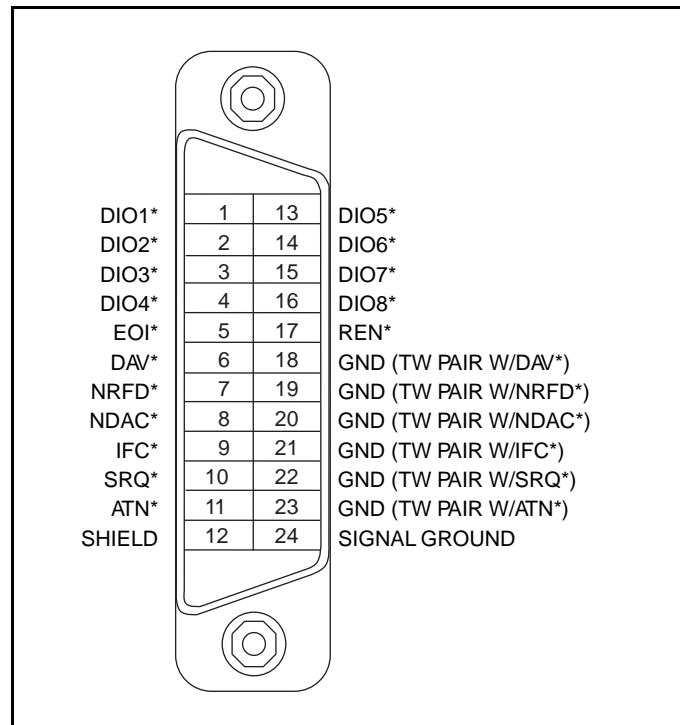 DIO1* 1 13 DIO5*
DIO2* 2 14 DIO6*
DIO3* 3 15 DIO7*
DIO4* 4 16 DIO8*
EOI* 5 17 REN*
DAV* 6 18 GND (TW PAIR W/DAV*)
NRFD* 7 19 GND (TW PAIR W/NRFD*)
NDAC* 8 20 GND (TW PAIR W/NDAC*)
IFC* 9 21 GND (TW PAIR W/IFC*)
SRQ* 10 22 GND (TW PAIR W/SRQ*)
ATN* 11 23 GND (TW PAIR W/ATN*)
SHIELD 12 24 SIGNAL GROUND